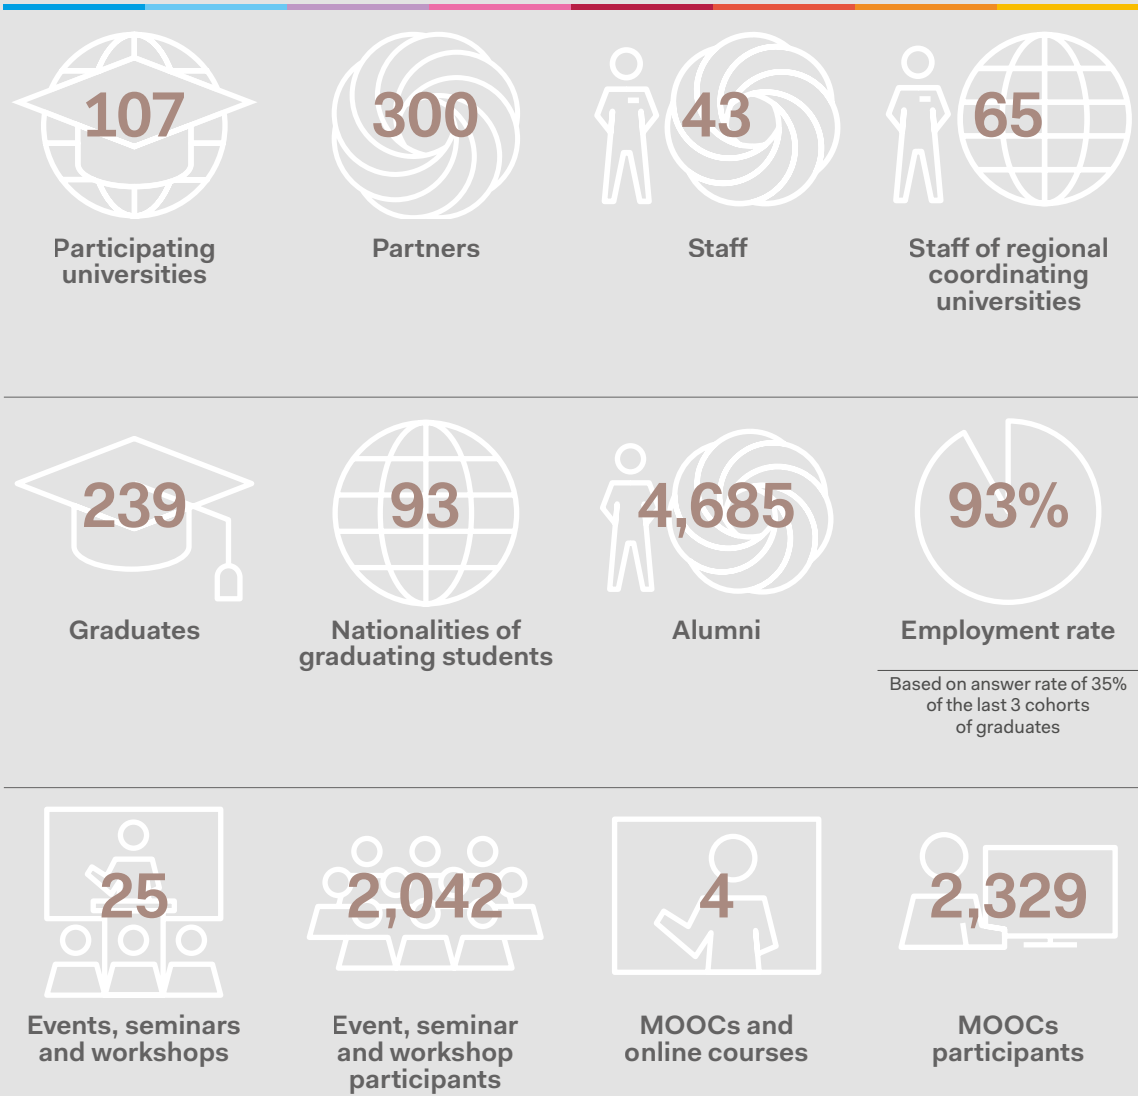 107
Participating
universities
300
Partners
43
Staff
65
Staff of regional
coordinating
universities
239
Graduates
93
Nationalities of
graduating students
4,685
Alumni
93%
Employment rate
Based on answer rate of 35%
of the last 3 cohorts
of graduates
25
Events, seminars
and workshops
2,042
Event, seminar
and workshop
participants
4
MOOCs and
online courses
2,329
MOOCs
participants